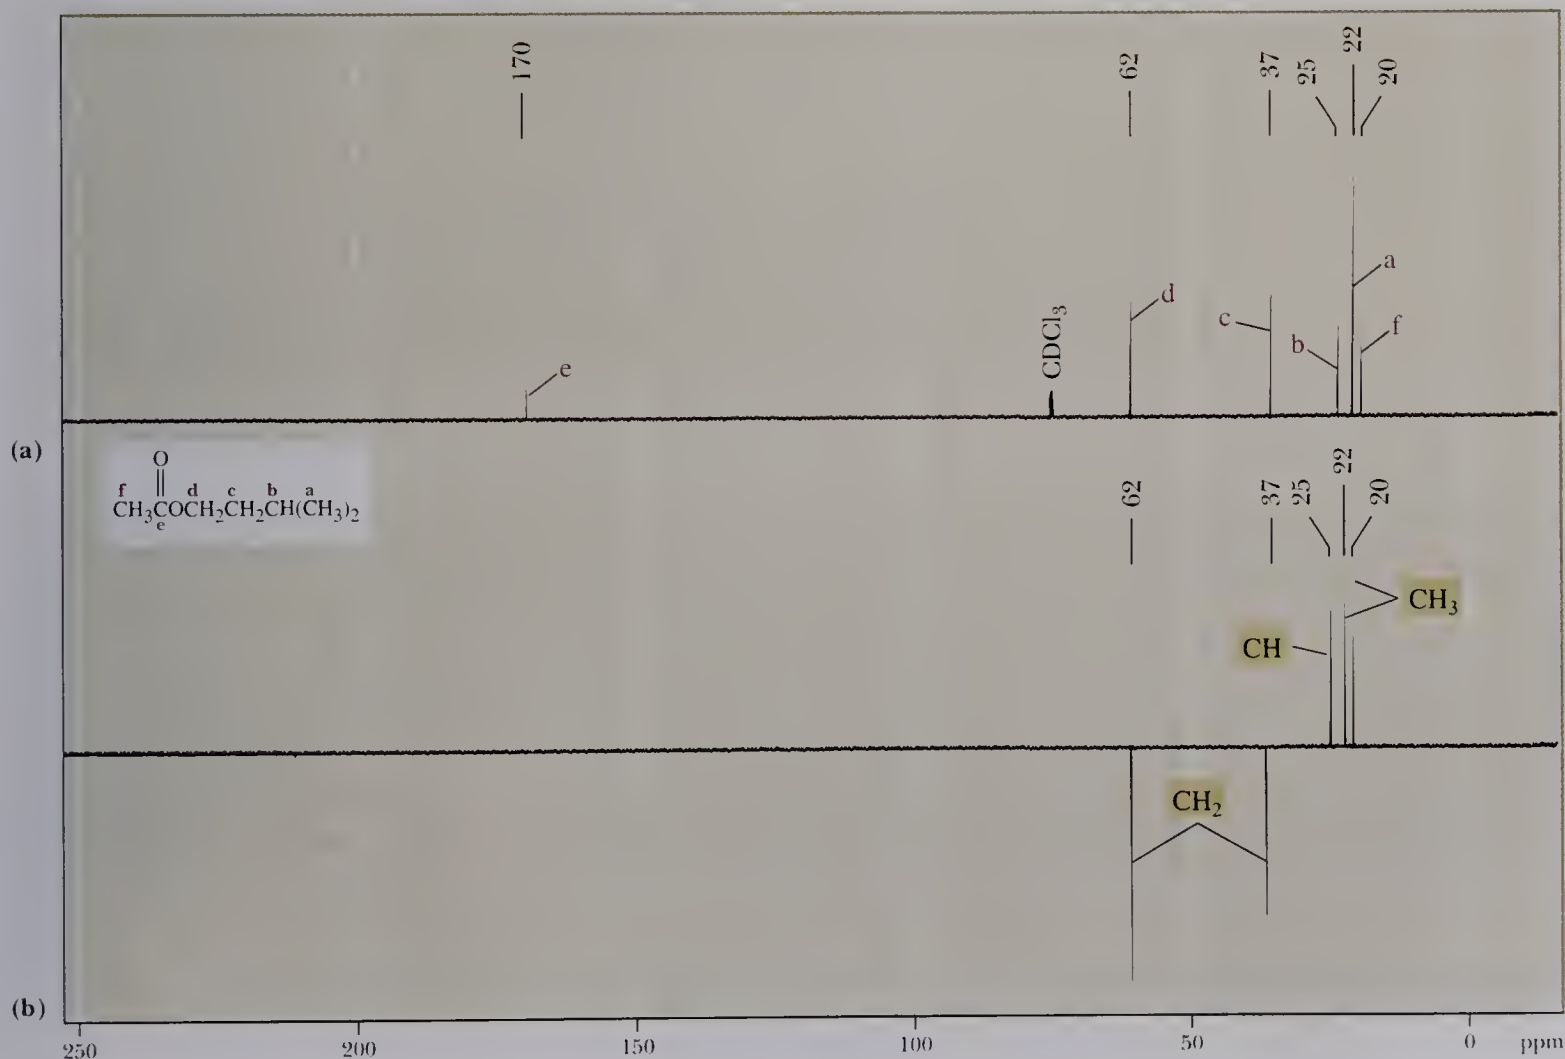 170
62
37
25
22
20
a
d
c
b
f
e
CDCl₃
(a)
O
f d c b a
CH₃COCH₂CH₂CH(CH₃)₂
e
62
37
25
22
20
CH₃
CH
CH₂
(b)
250 200 150 100 50 0 ppm